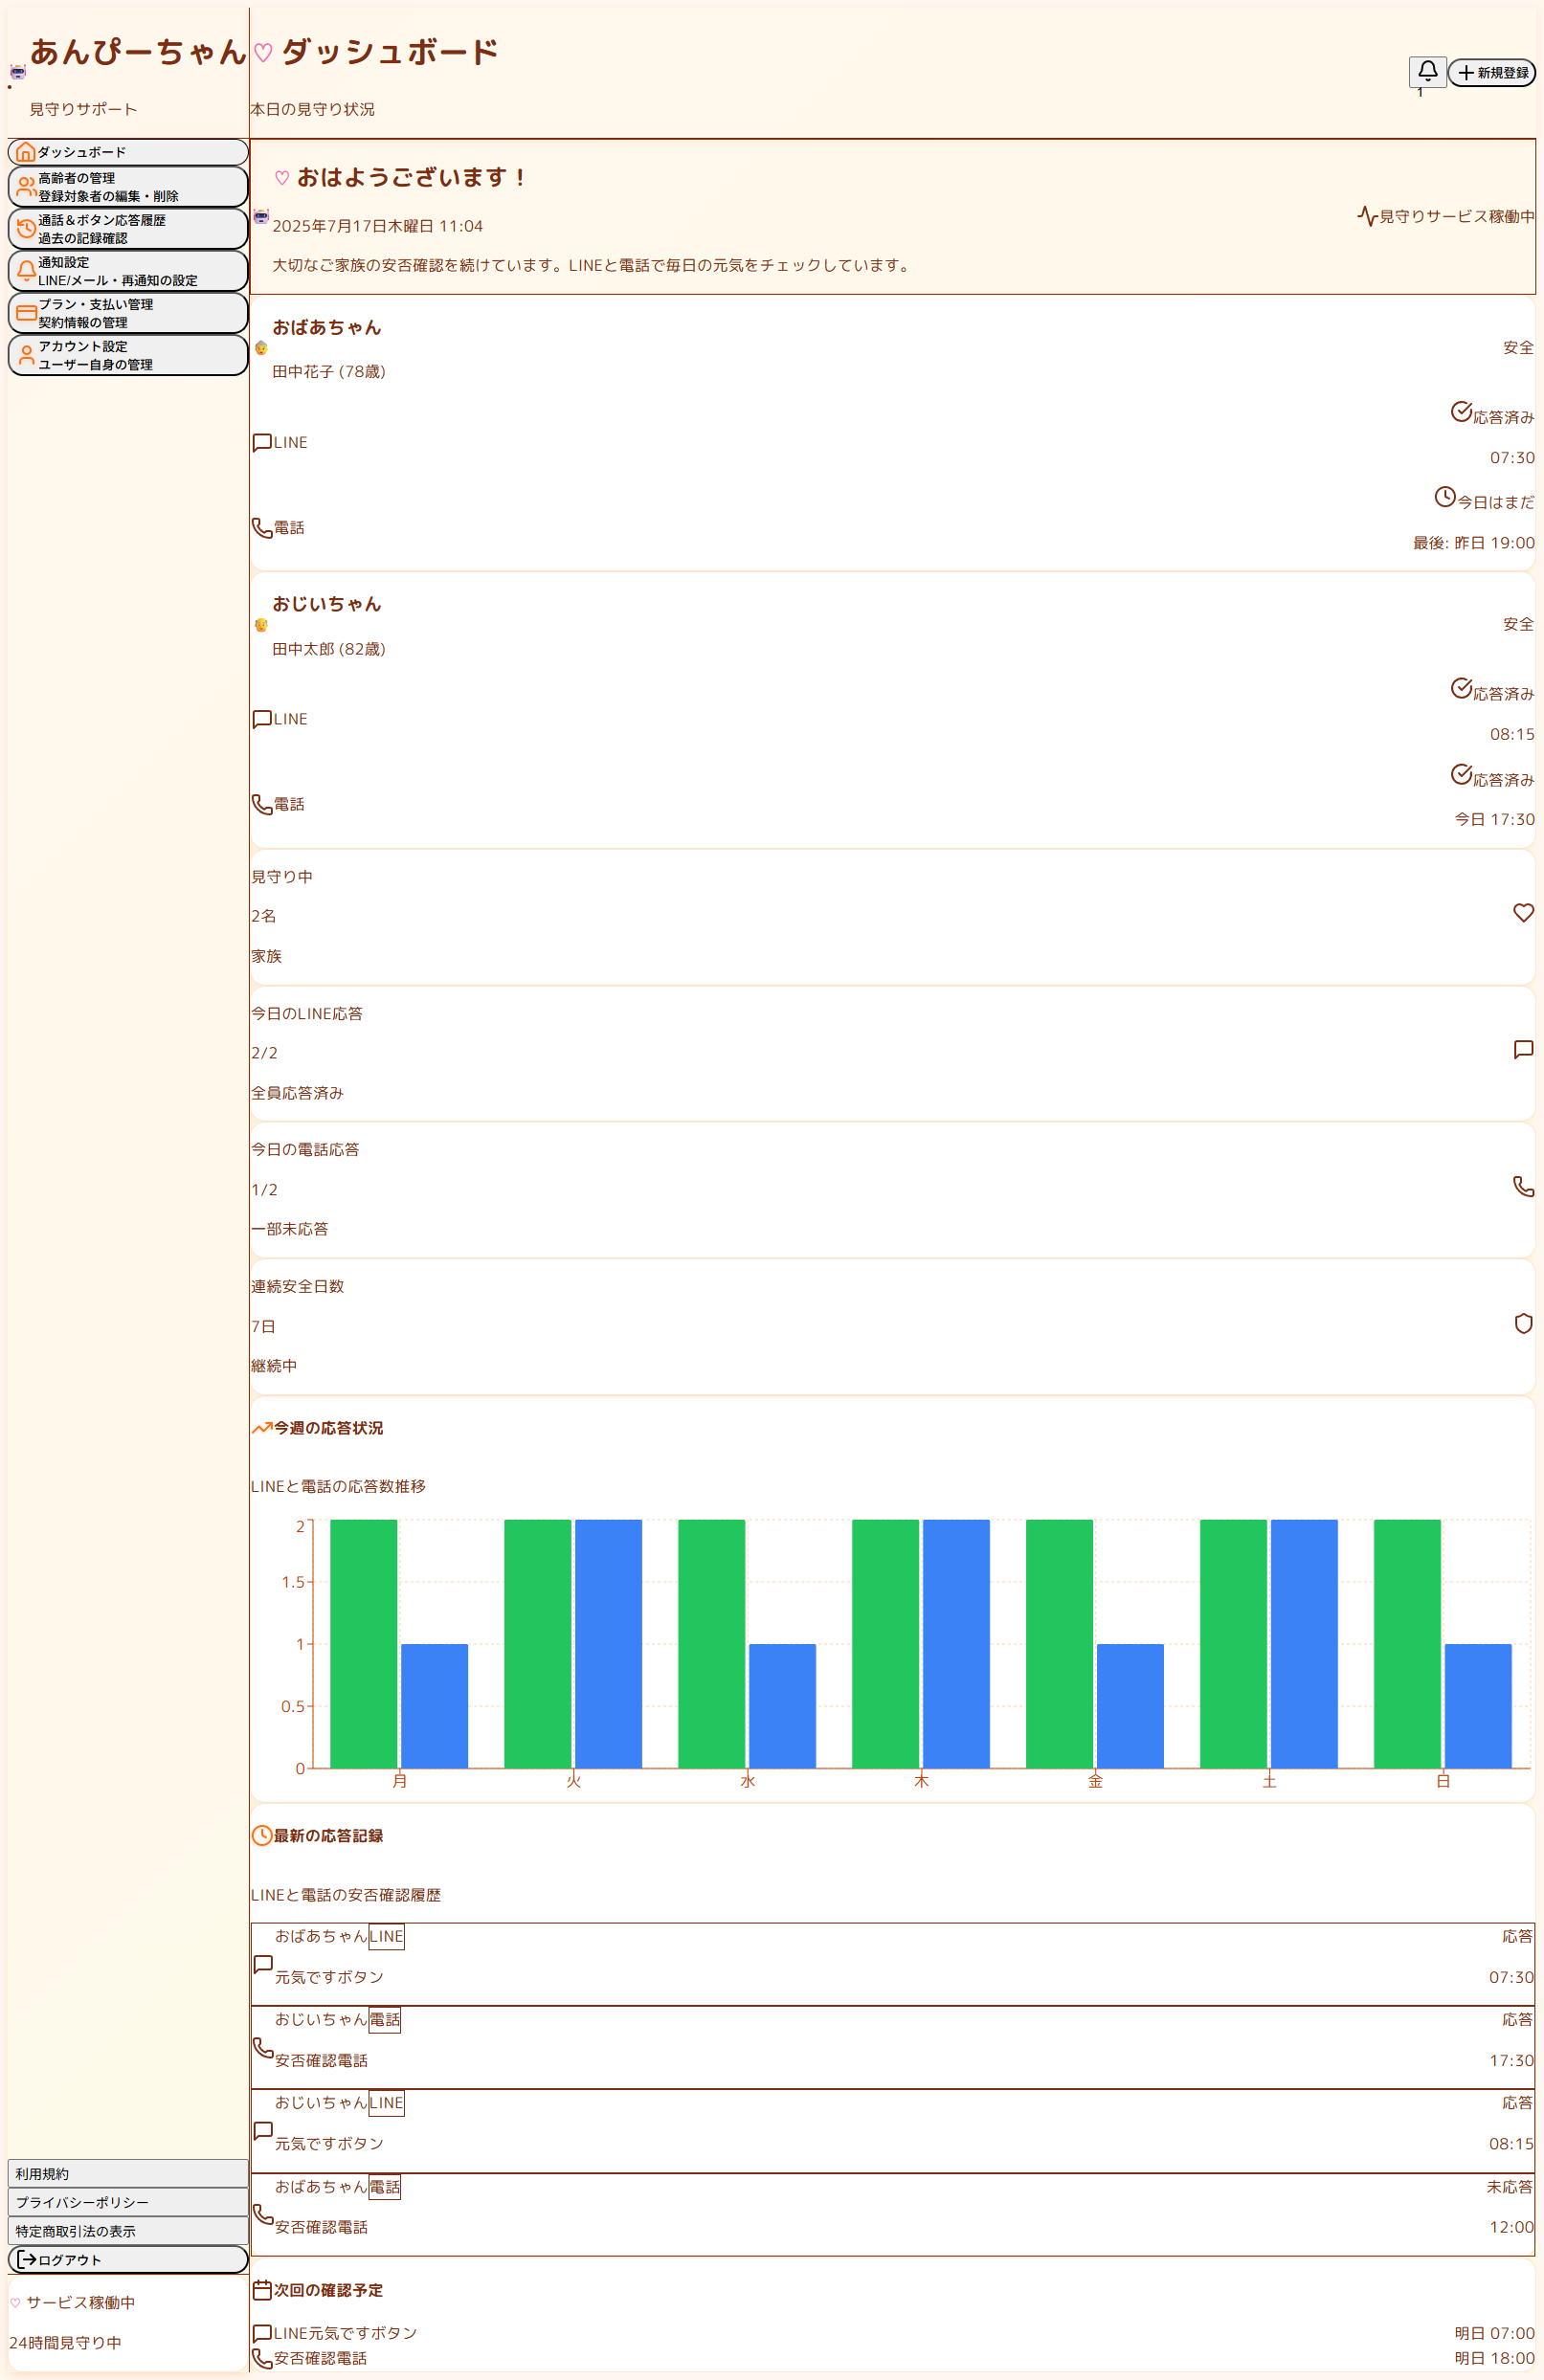 あんぴーちゃん
見守りサポート
ダッシュボード
高齢者の管理
登録対象者の編集・削除
通話＆ボタン応答履歴
過去の記録確認
通知設定
LINE/メール・再通知の設定
プラン・支払い管理
契約情報の管理
アカウント設定
ユーザー自身の管理
利用規約
プライバシーポリシー
特定商取引法の表示
ログアウト
♡ サービス稼働中
24時間見守り中
♡ ダッシュボード
本日の見守り状況
1
新規登録
♡ おはようございます！
2025年7月17日木曜日 11:04
大切なご家族の安否確認を続けています。LINEと電話で毎日の元気をチェックしています。
見守りサービス稼働中
おばあちゃん
田中花子 (78歳)
安全
LINE
応答済み
07:30
電話
今日はまだ
最後: 昨日 19:00
おじいちゃん
田中太郎 (82歳)
安全
LINE
応答済み
08:15
電話
応答済み
今日 17:30
見守り中
2名
家族
今日のLINE応答
2/2
全員応答済み
今日の電話応答
1/2
一部未応答
連続安全日数
7日
継続中
今週の応答状況
LINEと電話の応答数推移
2
1.5
1
0.5
0
月 火 水 木 金 土 日
最新の応答記録
LINEと電話の安否確認履歴
おばあちゃん LINE 応答
元気ですボタン 07:30
おじいちゃん 電話 応答
安否確認電話 17:30
おじいちゃん LINE 応答
元気ですボタン 08:15
おばあちゃん 電話 未応答
安否確認電話 12:00
次回の確認予定
LINE元気ですボタン 明日 07:00
安否確認電話 明日 18:00